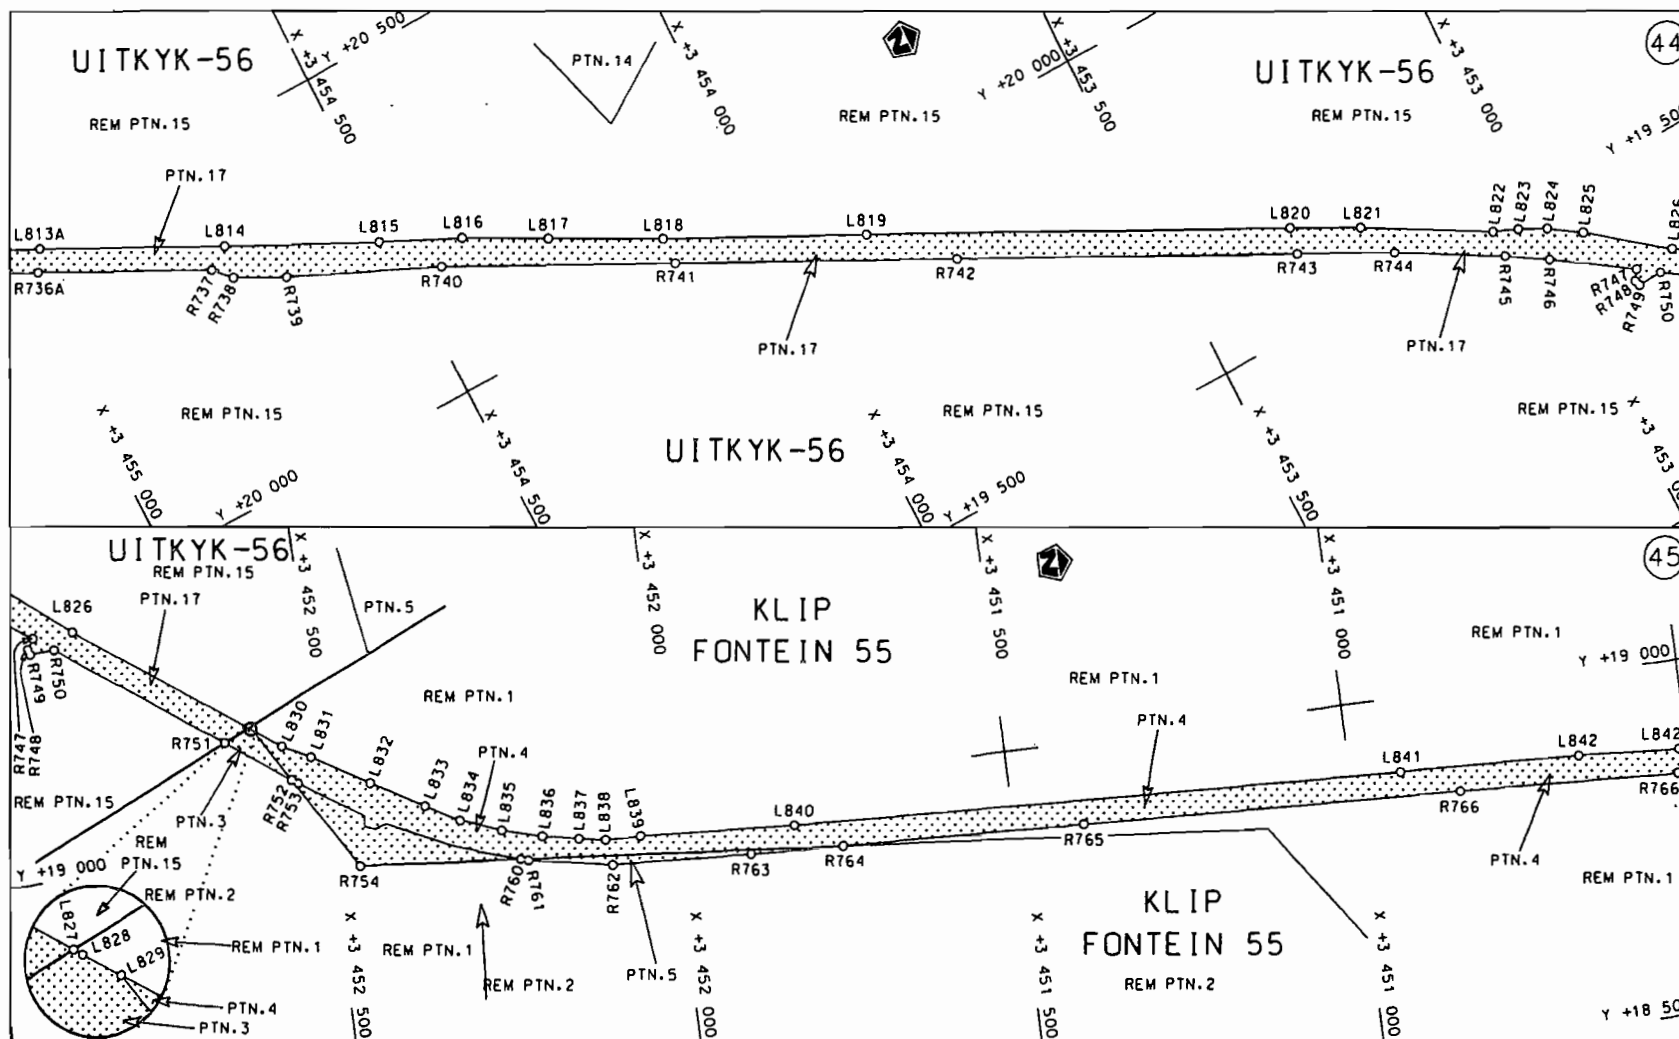 UITKYK-56
X +3 454 500
Y +20 500
PTN.14
X +3 454 000
N
Y +20 000
X +3 453 500
UITKYK-56
X +3 453 000
44
REM PTN.15
REM PTN.15
REM PTN.15
Y +19 500
PTN.17
L813A
L814
L815
L816
L817
L818
L819
L820
L821
L822
L823
L824
L825
L826
R736A
R737
R738
R739
R740
R741
R742
R743
R744
R745
R746
R747
R748
R749
R750
PTN.17
PTN.17
REM PTN.15
REM PTN.15
REM PTN.15
UITKYK-56
X +3 455 000
Y +20 000
X +3 454 500
X +3 454 000
Y +19 500
X +3 453 500
X +3 453 00
UITKYK-56
REM PTN.15
PTN.17
X +3 452 500
PTN.5
X +3 452 000
KLIP
FONTEIN 55
X +3 451 500
N
X +3 451 000
45
REM PTN.1
Y +19 000
L826
REM PTN.1
REM PTN.1
PTN.4
R747
R748
R749
R750
R751
L830
L831
L832
L833
L834
PTN.4
L835
L836
L837
L838
L839
L840
L841
L842
L842
REM PTN.15
R752
R753
PTN.3
REM
PTN.15
REM PTN.2
Y +19 000
R754
R760
R761
R762
R763
R764
R765
R766
R766
PTN.4
REM PTN.1
L827
L828
L829
REM PTN.1
PTN.4
PTN.3
X +3 452 500
REM PTN.1
REM PTN.2
PTN.5
X +3 452 000
X +3 451 500
KLIP
FONTEIN 55
REM PTN.2
X +3 451 000
Y +18 50